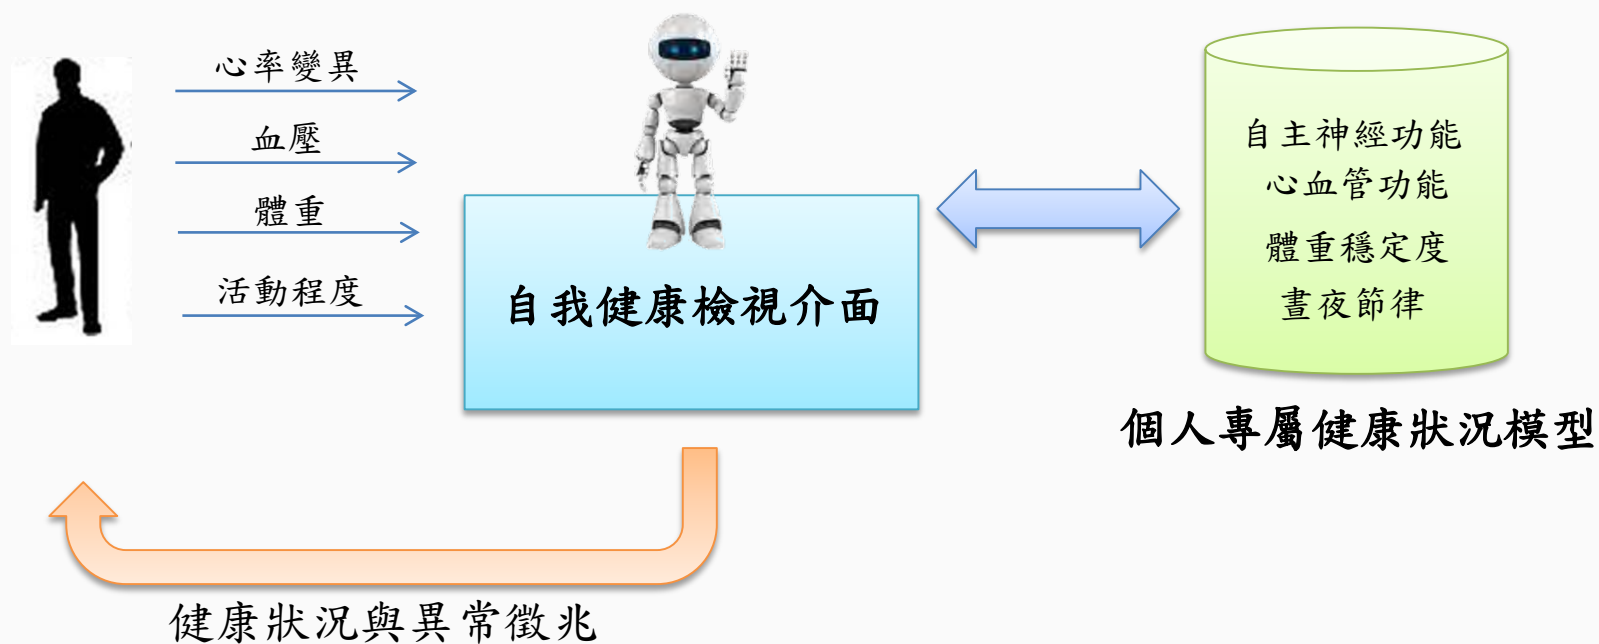 心率變異
血壓
體重
活動程度
自我健康檢視介面
自主神經功能
心血管功能
體重穩定度
晝夜節律
個人專屬健康狀況模型
健康狀況與異常徵兆